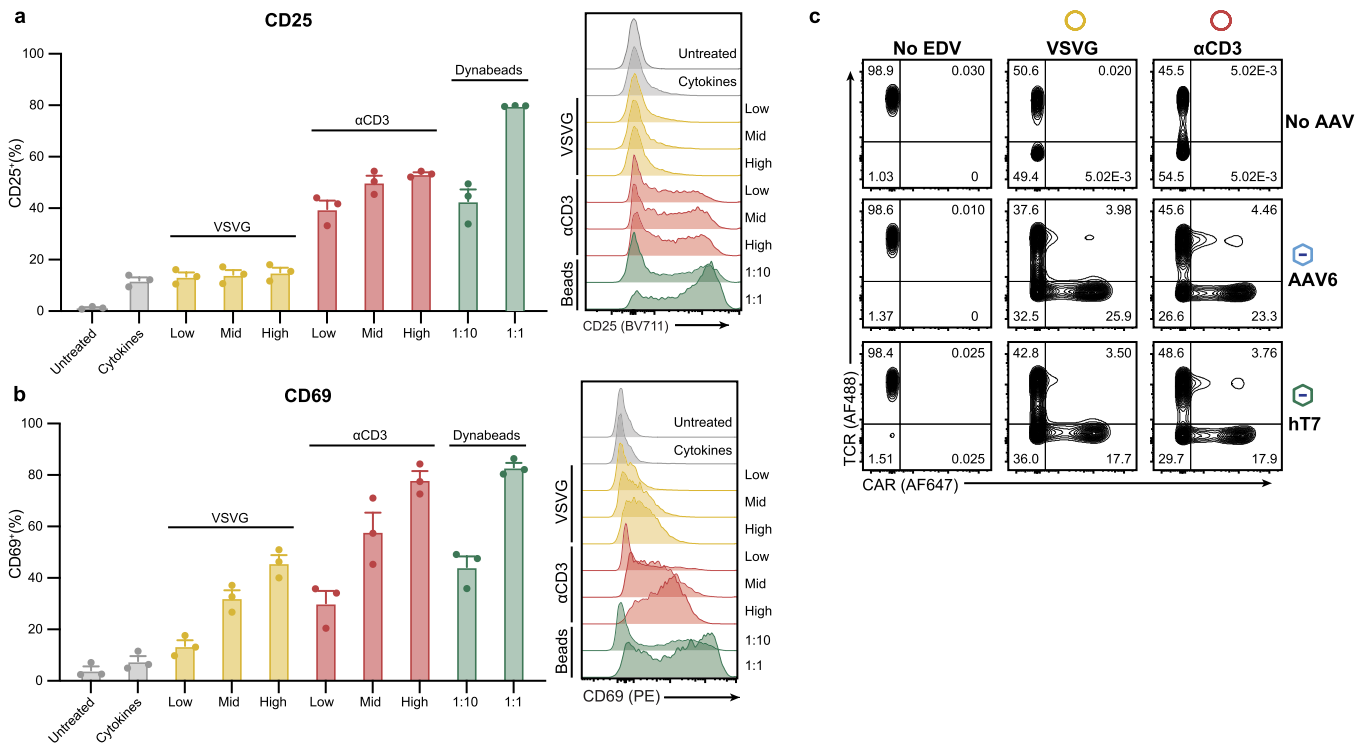 a
CD25
CD25⁺(%)
100
80
60
40
20
0
VSVG
αCD3
Dynabeads
Untreated
Cytokines
Low
Mid
High
Low
Mid
High
1:10
1:1
Untreated
Cytokines
VSVG
Low
Mid
High
αCD3
Low
Mid
High
Beads
1:10
1:1
CD25 (BV711)
b
CD69
CD69⁺(%)
100
80
60
40
20
0
VSVG
αCD3
Dynabeads
Untreated
Cytokines
Low
Mid
High
Low
Mid
High
1:10
1:1
Untreated
Cytokines
VSVG
Low
Mid
High
αCD3
Low
Mid
High
Beads
1:10
1:1
CD69 (PE)
c
No EDV VSVG αCD3
98.9 0.030 50.6 0.020 45.5 5.02E-3
No AAV
1.03 0 49.4 5.02E-3 54.5 5.02E-3
98.6 0.010 37.6 3.98 45.6 4.46
AAV6
1.37 0 32.5 25.9 26.6 23.3
98.4 0.025 42.8 3.50 48.6 3.76
hT7
1.51 0.025 36.0 17.7 29.7 17.9
TCR (AF488)
CAR (AF647)